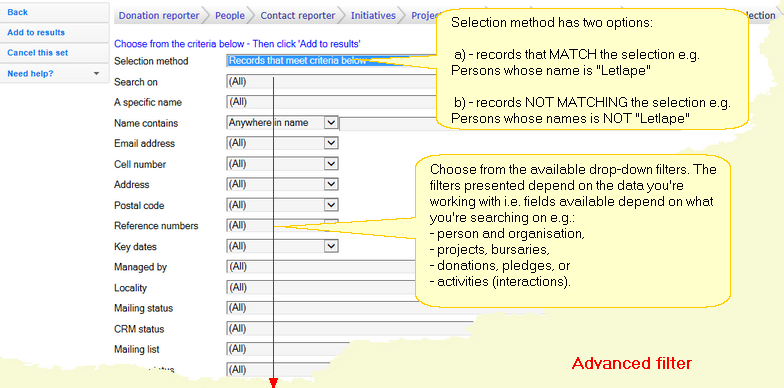 Back
Add to results
Cancel this set
Need help?
Donation reporter People Contact reporter Initiatives Projec election
Choose from the criteria below - Then click 'Add to results'
Selection method Records that meet criteria below
Search on (All)
A specific name (All)
Name contains Anywhere in name
Email address (All)
Cell number (All)
Address (All)
Postal code (All)
Reference numbers (All)
Key dates (All)
Managed by (All)
Locality (All)
Mailing status (All)
CRM status (All)
Mailing list (All)
(All)
Selection method has two options:
a) - records that MATCH the selection e.g.
Persons whose name is "Letlape"
b) - records NOT MATCHING the selection e.g.
Persons whose names is NOT "Letlape"
Choose from the available drop-down filters. The
filters presented depend on the data you're
working with i.e. fields available depend on what
you're searching on e.g.:
- person and organisation,
- projects, bursaries,
- donations, pledges, or
- activities (interactions).
Advanced filter